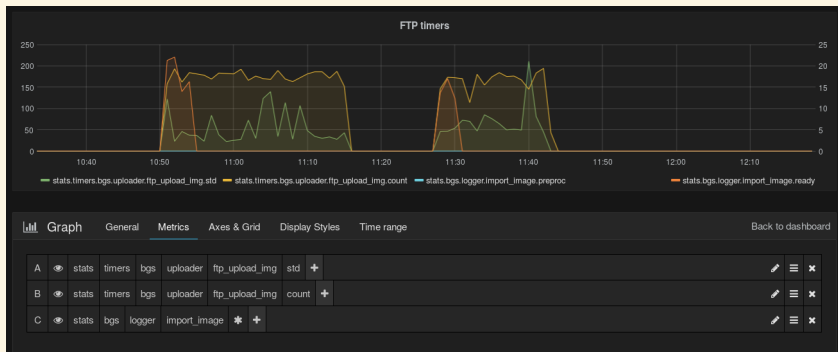 FTP timers
250 25
200 20
150 15
100 10
50 5
0 0
10:40 10:50 11:00 11:10 11:20 11:30 11:40 11:50 12:00 12:10
stats.timers.bgs.uploader.ftp_upload_img.std stats.timers.bgs.uploader.ftp_upload_img.count stats.bgs.logger.import_image.preproc stats.bgs.logger.import_image.ready
Graph General Metrics Axes & Grid Display Styles Time range Back to dashboard
A stats timers bgs uploader ftp_upload_img std +
B stats timers bgs uploader ftp_upload_img count +
C stats bgs logger import_image * +